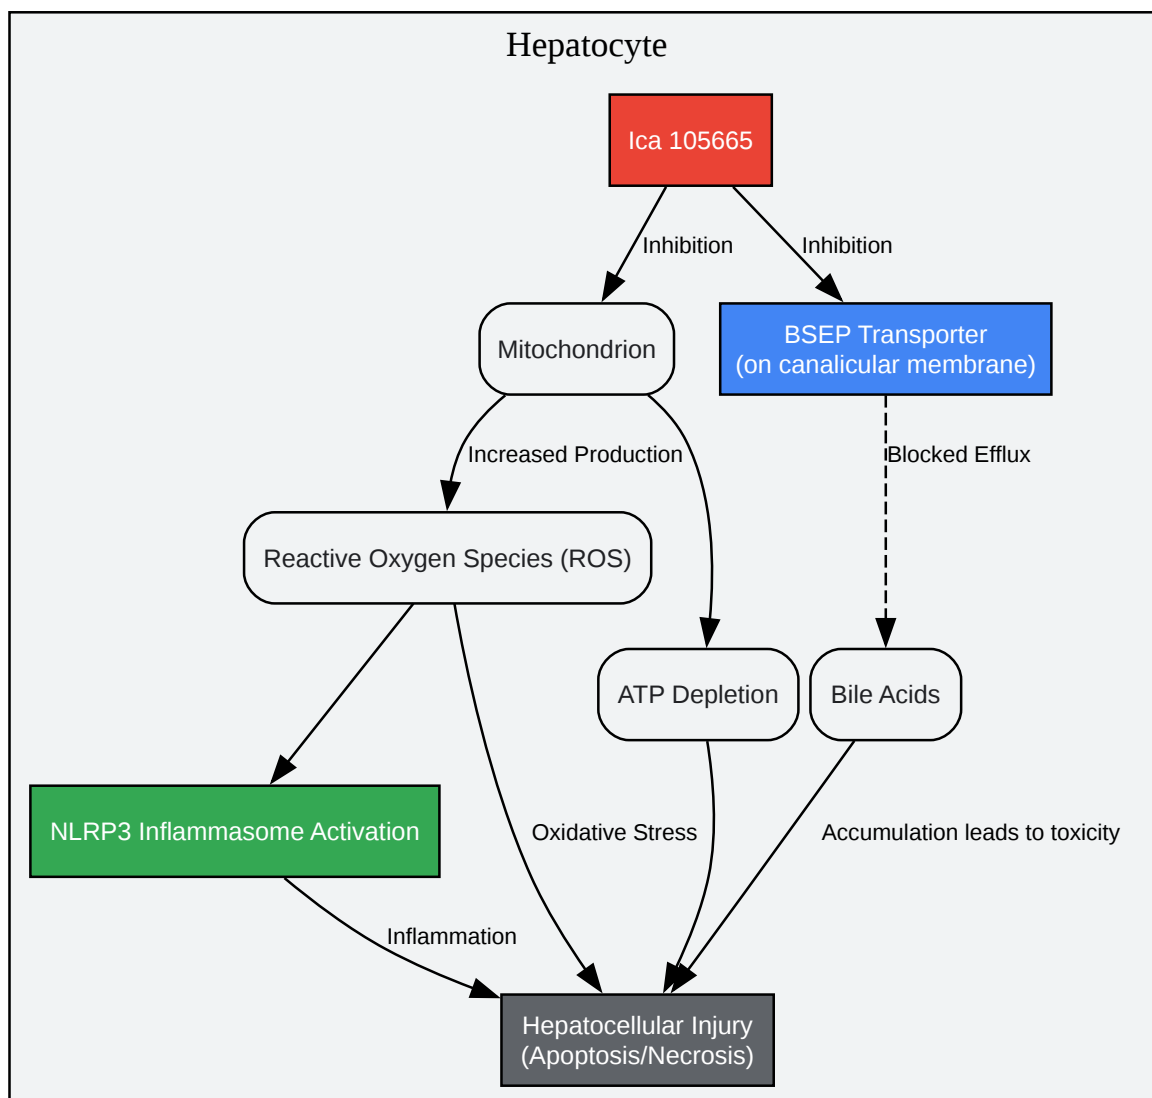 Hepatocyte
Ica 105665
Inhibition
Inhibition
Mitochondrion
BSEP Transporter
(on canalicular membrane)
Increased Production
Blocked Efflux
Reactive Oxygen Species (ROS)
ATP Depletion
Bile Acids
NLRP3 Inflammasome Activation
Oxidative Stress
Accumulation leads to toxicity
Inflammation
Hepatocellular Injury
(Apoptosis/Necrosis)